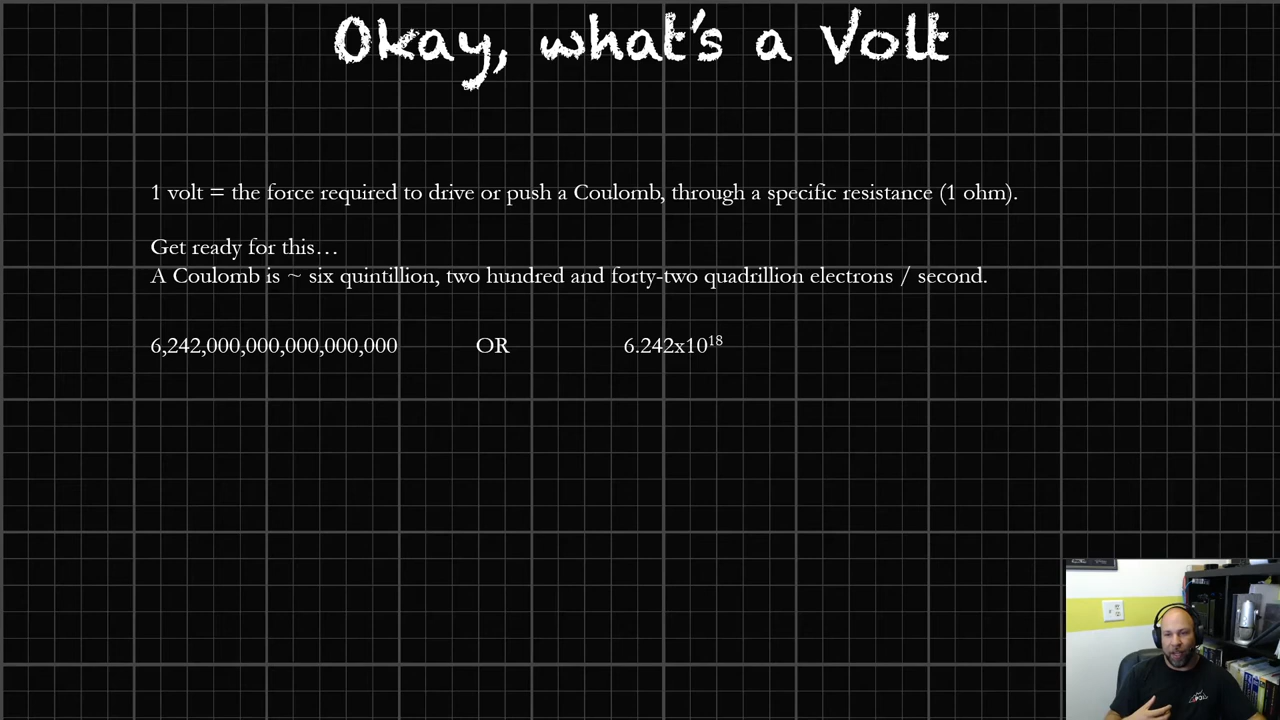 Okay, what's a Volt
1 volt = the force required to drive or push a Coulomb, through a specific resistance (1 ohm).
Get ready for this…
A Coulomb is ~ six quintillion, two hundred and forty-two quadrillion electrons / second.
6,242,000,000,000,000,000 OR 6.242x10¹⁸